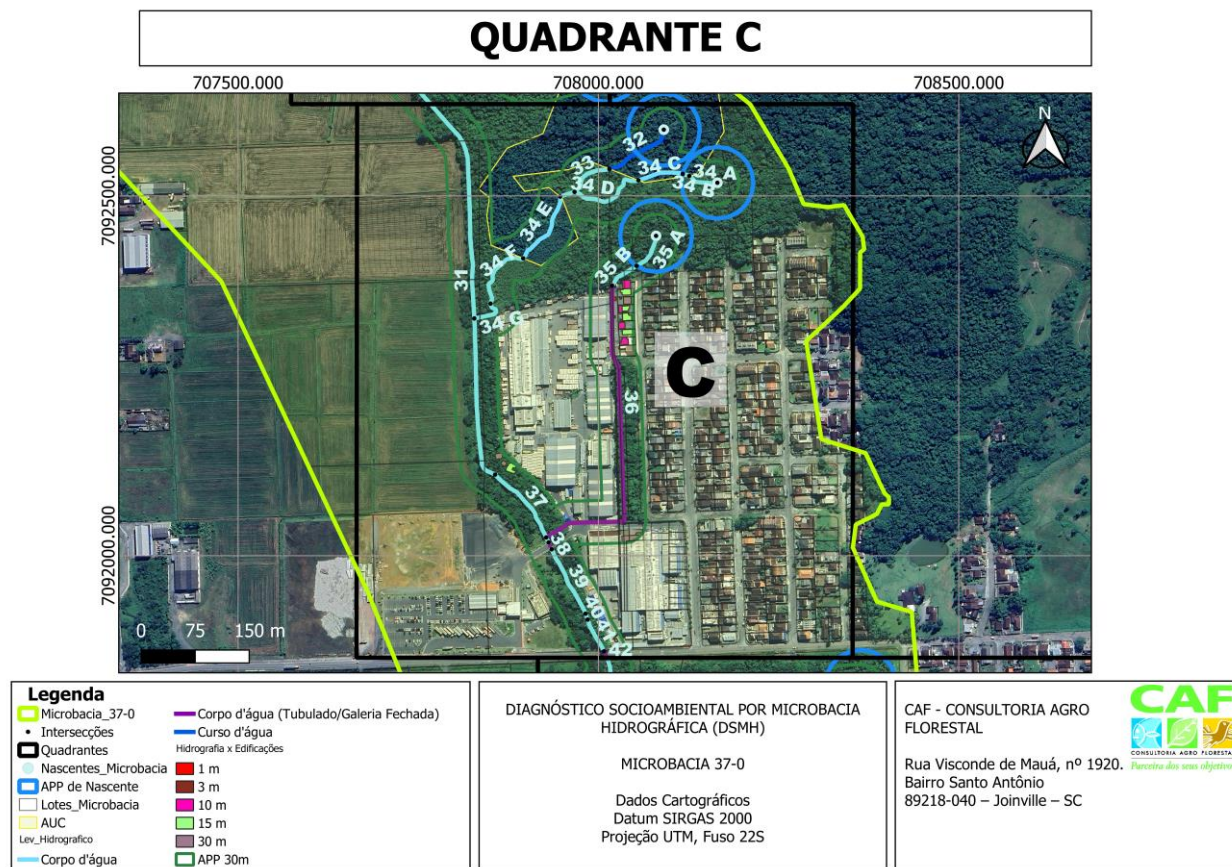 QUADRANTE C
707500.000
708000.000
708500.000
N
7092500.000
7092000.000
32
33
34 C
34 A
34 B
34 D
34 E
34 F
34 G
35 A
35 B
31
36
C
37
38
39
40
41
42
0 75 150 m
Legenda
Microbacia_37-0
Intersecções
Quadrantes
Nascentes_Microbacia
APP de Nascente
Lotes_Microbacia
AUC
Lev_Hidrografico
Corpo d'água
Corpo d'água (Tubulado/Galeria Fechada)
Curso d'água
Hidrografia x Edificações
1 m
3 m
10 m
15 m
30 m
APP 30m
DIAGNÓSTICO SOCIOAMBIENTAL POR MICROBACIA
HIDROGRÁFICA (DSMH)
MICROBACIA 37-0
Dados Cartográficos
Datum SIRGAS 2000
Projeção UTM, Fuso 22S
CAF - CONSULTORIA AGRO
FLORESTAL
Rua Visconde de Mauá, nº 1920.
Bairro Santo Antônio
89218-040 – Joinville – SC
CAF
CONSULTORIA AGRO FLORESTAL
Parceira dos seus objetivos